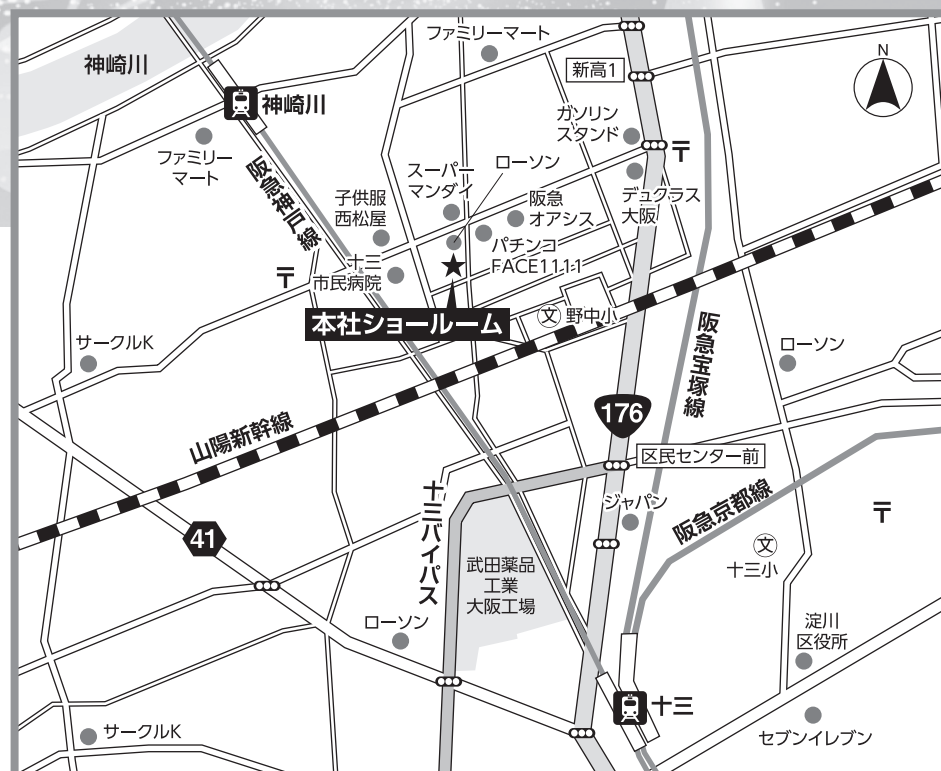 ファミリーマート
N
神崎川
新高1
神崎川
ガソリン
スタンド
〒
ファミリー
マート
阪急神戸線
スーパー
マンダイ
ローソン
子供服
西松屋
阪急
オアシス
デュクラス
大阪
パチンコ
FACE1111
十三
市民病院
〒
★
本社ショールーム
文
野中小
阪急宝塚線
サークルK
ローソン
176
山陽新幹線
区民センター前
十三バイパス
ジャパン
阪急京都線
〒
41
文
十三小
武田薬品
工業
大阪工場
ローソン
淀川
区役所
十三
サークルK
セブンイレブン